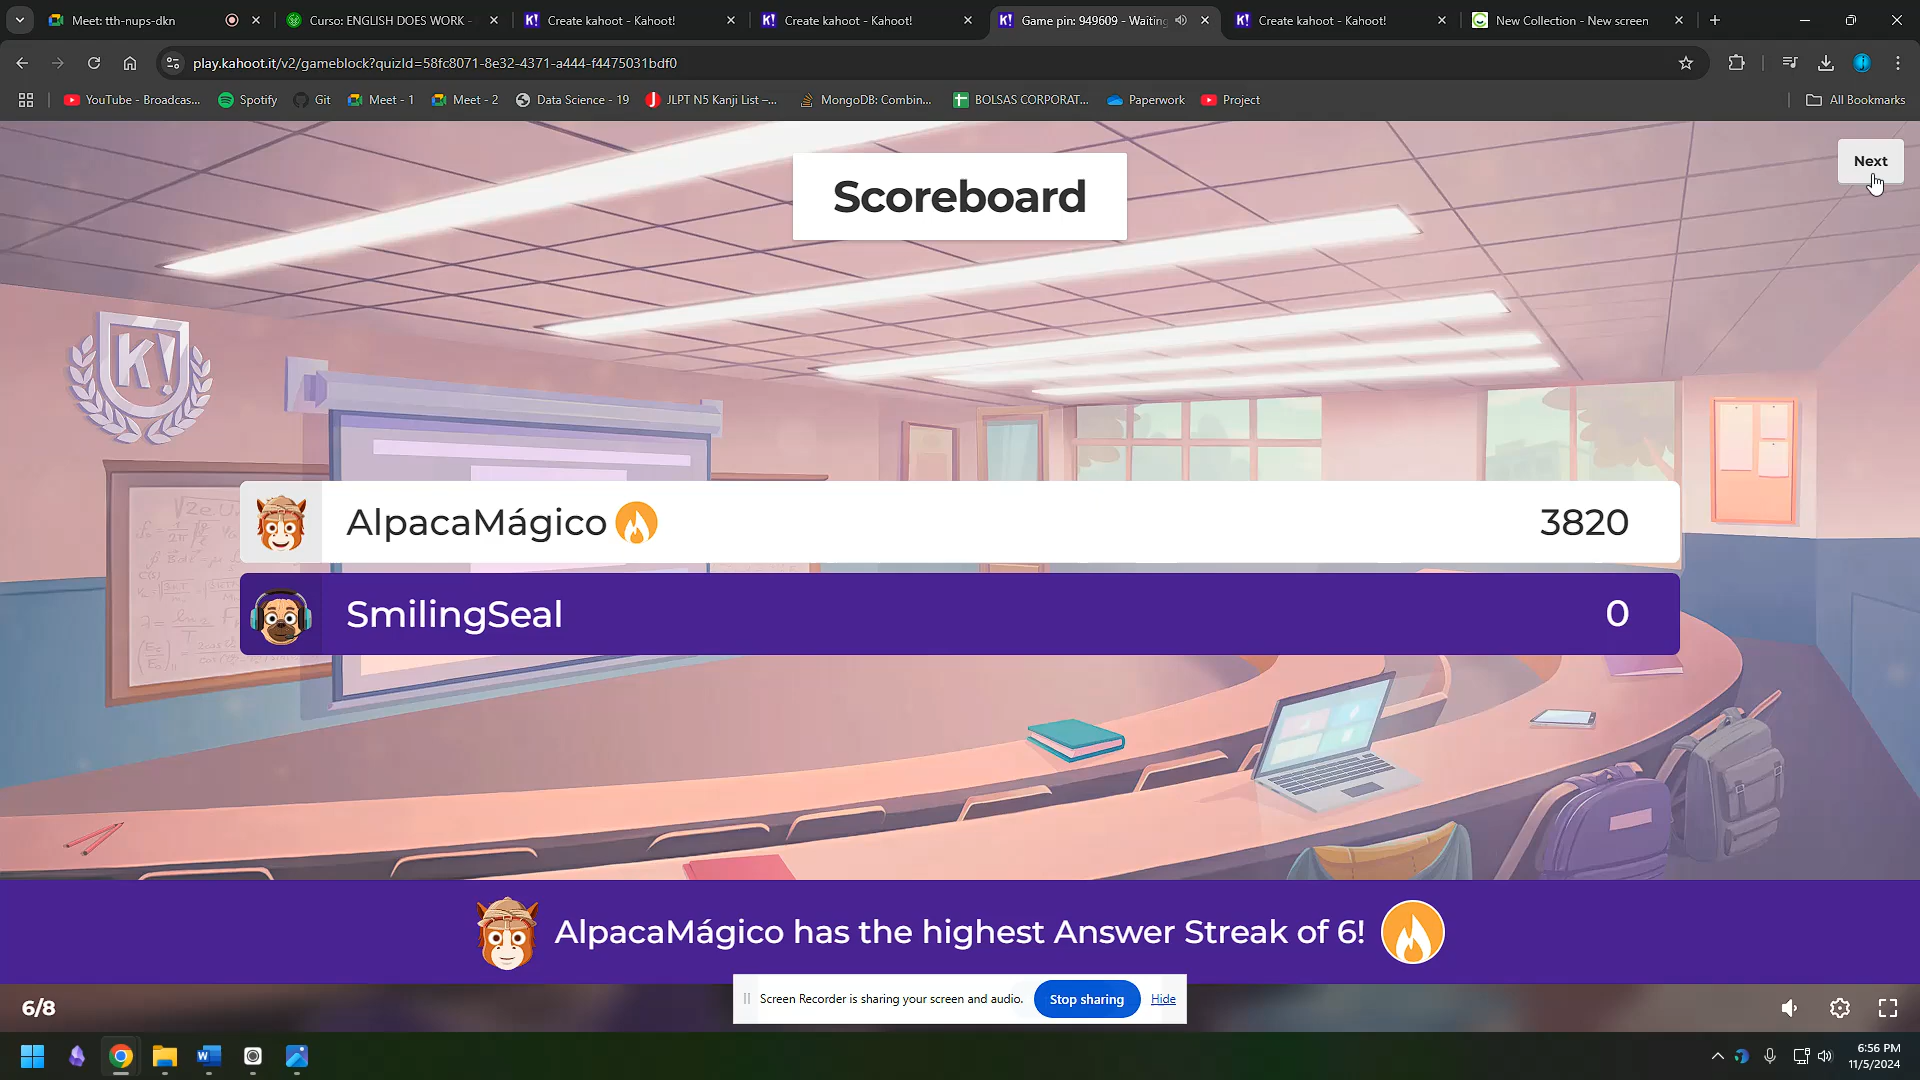 Meet: tth-nups-dkn
Curso: ENGLISH DOES WORK -
K! Create kahoot - Kahoot!
K! Create kahoot - Kahoot!
K! Game pin: 949609 - Waiting
K! Create kahoot - Kahoot!
New Collection - New screen
play.kahoot.it/v2/gameblock?quizId=58fc8071-8e32-4371-a444-f4475031bdf0
YouTube - Broadcas...
Spotify
Git
Meet - 1
Meet - 2
Data Science - 19
JLPT N5 Kanji List –...
MongoDB: Combin...
BOLSAS CORPORAT...
Paperwork
Project
All Bookmarks
Next
Scoreboard
K!
AlpacaMágico
3820
SmilingSeal
0
AlpacaMágico has the highest Answer Streak of 6!
Screen Recorder is sharing your screen and audio.
Stop sharing
Hide
6/8
6:56 PM
11/5/2024